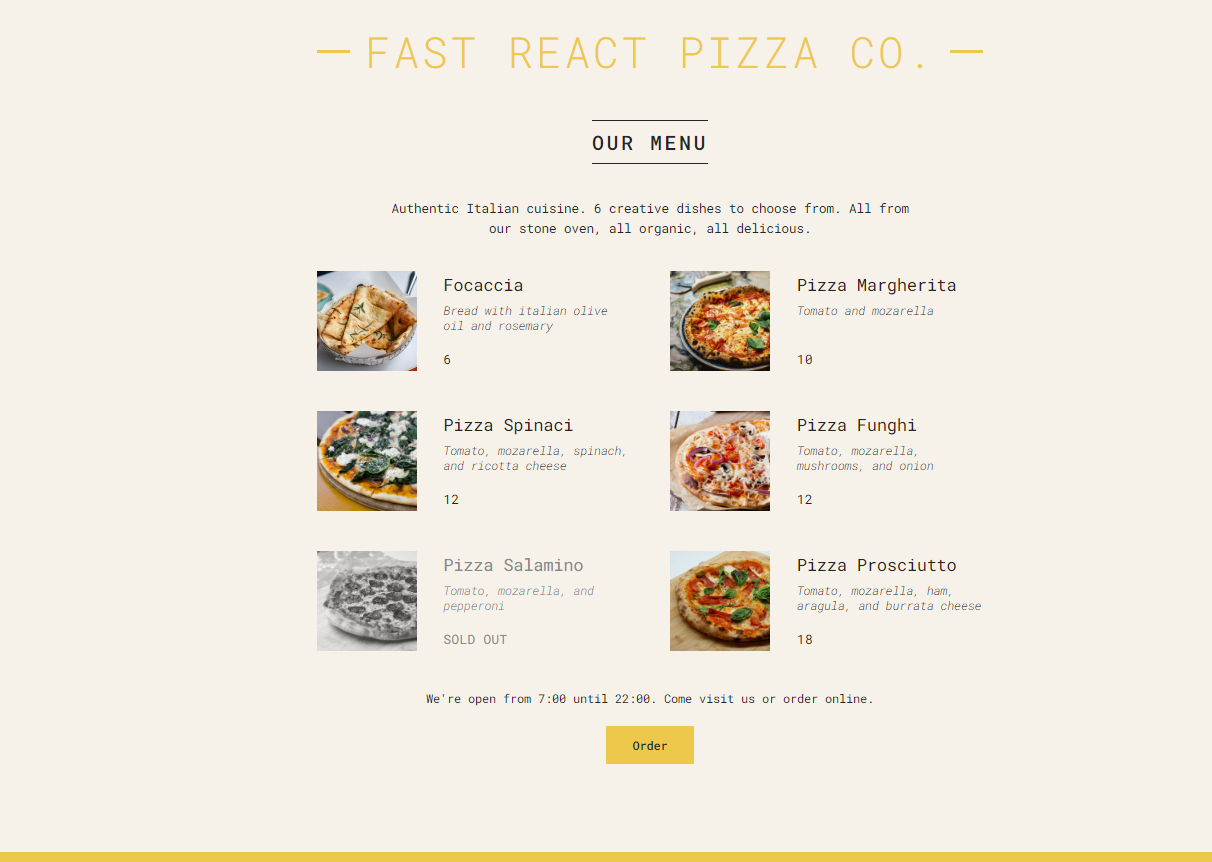 FAST REACT PIZZA CO.
OUR MENU
Authentic Italian cuisine. 6 creative dishes to choose from. All from
our stone oven, all organic, all delicious.
Focaccia
Bread with italian olive
oil and rosemary
6
Pizza Margherita
Tomato and mozarella
10
Pizza Spinaci
Tomato, mozarella, spinach,
and ricotta cheese
12
Pizza Funghi
Tomato, mozarella,
mushrooms, and onion
12
Pizza Salamino
Tomato, mozarella, and
pepperoni
SOLD OUT
Pizza Prosciutto
Tomato, mozarella, ham,
aragula, and burrata cheese
18
We're open from 7:00 until 22:00. Come visit us or order online.
Order